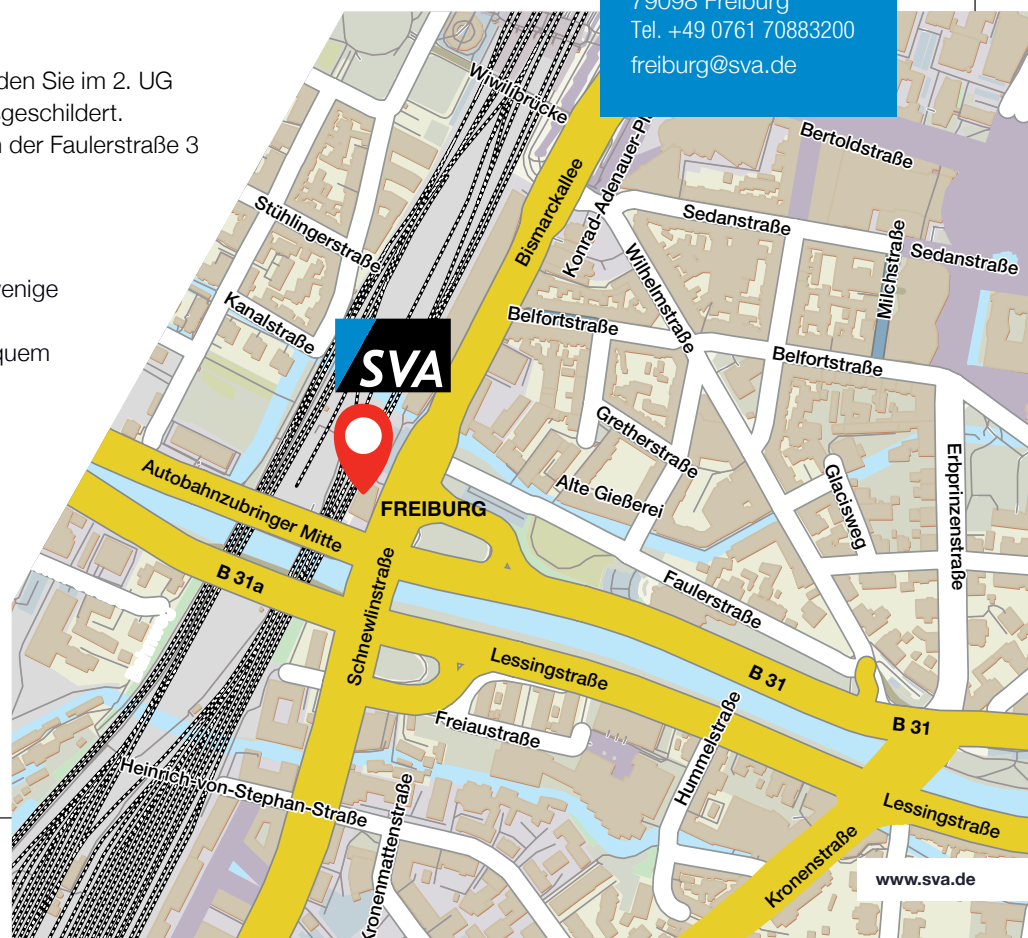 79098 Freiburg
Tel. +49 0761 70883200
freiburg@sva.de
den Sie im 2. UG
geschildert.
der Faulerstraße 3
enige
quem
Wiwilibrücke
Bertoldstraße
Bismarckallee
Konrad-Adenauer-Pl
Stühlingerstraße
Sedanstraße
Sedanstraße
Milchstraße
Wilhelmstraße
Kanalstraße
Belfortstraße
Belfortstraße
SVA
Gretherstraße
Erbprinzenstraße
Glacisweg
Alte Gießerei
Autobahnzubringer Mitte
FREIBURG
B 31a
Schnewlinstraße
Faulerstraße
Lessingstraße
B 31
B 31
Freiaustraße
Hummelstraße
Heinrich-von-Stephan-Straße
Kronenmattenstraße
Lessingstraße
Kronenstraße
www.sva.de